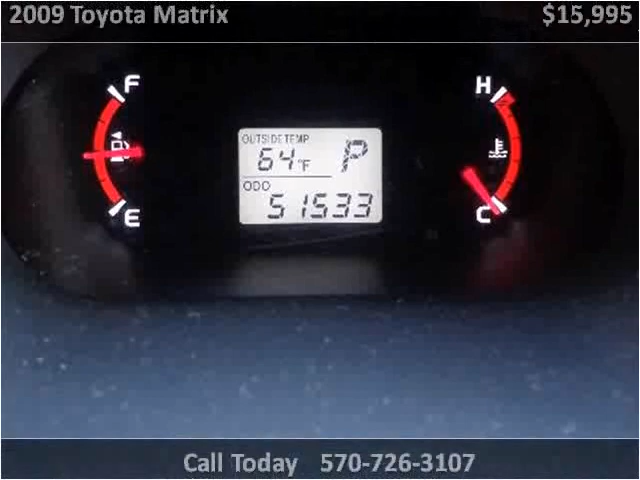 2009 Toyota Matrix $15,995
F H
OUTSIDE TEMP
64°F P
ODO
51533
E C
Call Today 570-726-3107